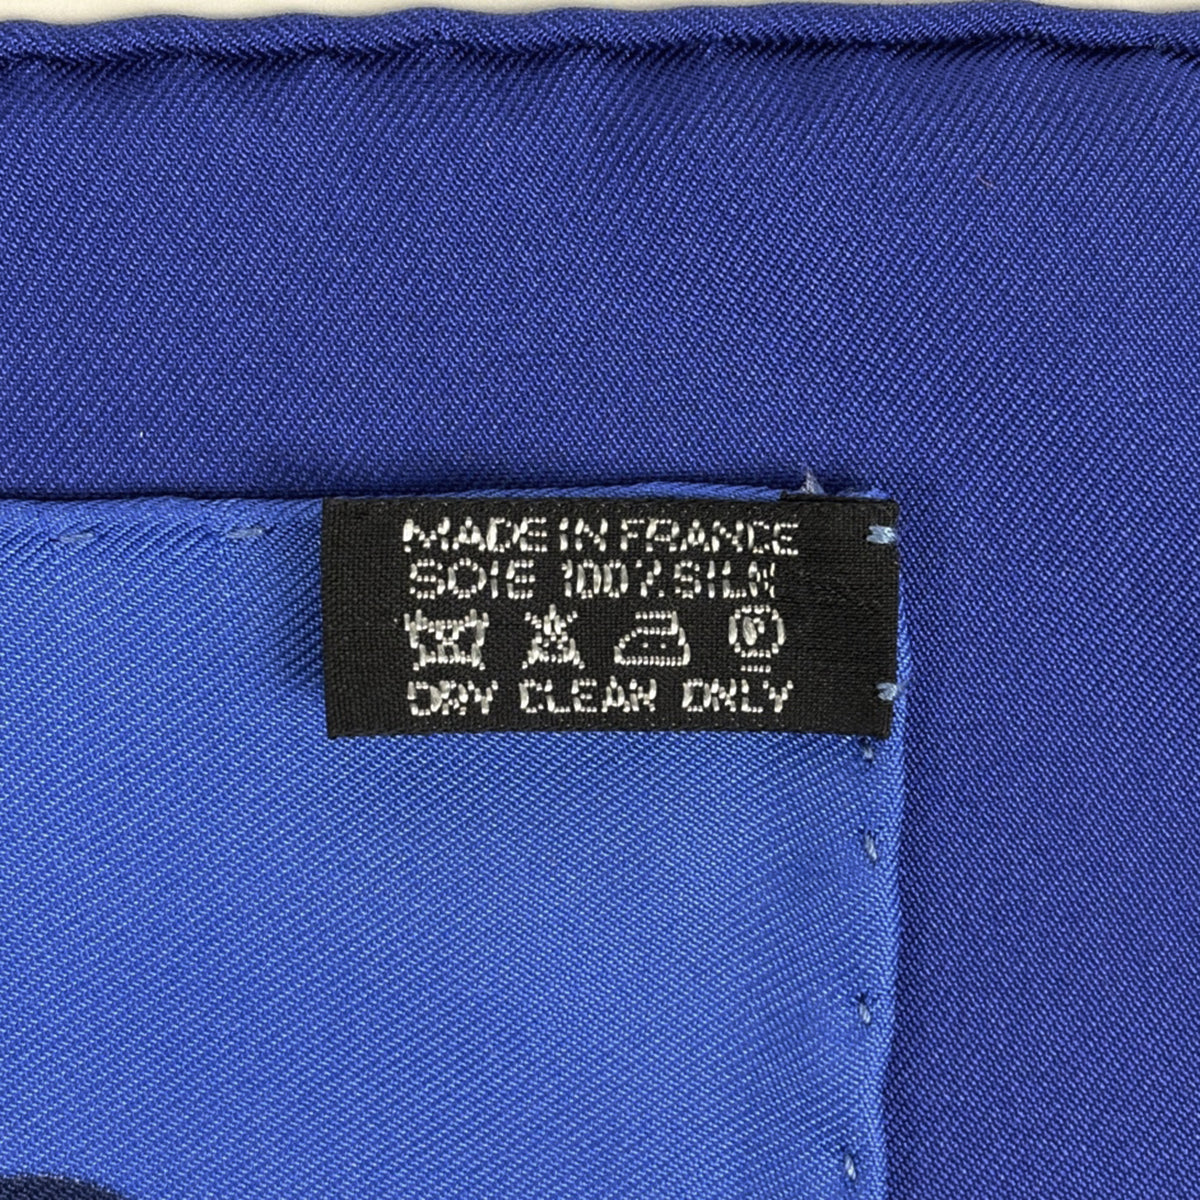 MADE IN FRANCE
SOIE 100% SILK
P
DRY CLEAN ONLY